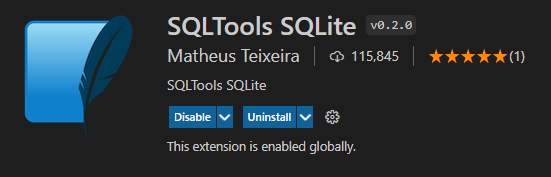 SQLTools SQLite v0.2.0
Matheus Teixeira 115,845 (1)
SQLTools SQLite
Disable Uninstall
This extension is enabled globally.